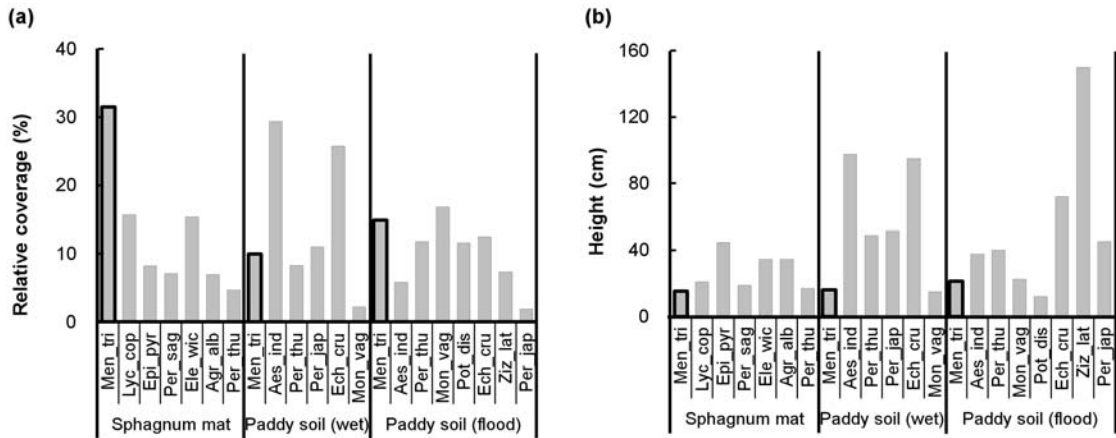 (a)
Relative coverage (%)
40
30
20
10
0
Men_tri
Lyc_cop
Epi_pyr
Per_sag
Ele_wic
Agr_alb
Per_thu
Men_tri
Aes_ind
Per_thu
Per_jap
Ech_cru
Mon_vag
Men_tri
Aes_ind
Per_thu
Mon_vag
Pot_dis
Ech_cru
Ziz_lat
Per_jap
Sphagnum mat
Paddy soil (wet)
Paddy soil (flood)
(b)
Height (cm)
160
120
80
40
0
Men_tri
Lyc_cop
Epi_pyr
Per_sag
Ele_wic
Agr_alb
Per_thu
Men_tri
Aes_ind
Per_thu
Per_jap
Ech_cru
Mon_vag
Men_tri
Aes_ind
Per_thu
Mon_vag
Pot_dis
Ech_cru
Ziz_lat
Per_jap
Sphagnum mat
Paddy soil (wet)
Paddy soil (flood)